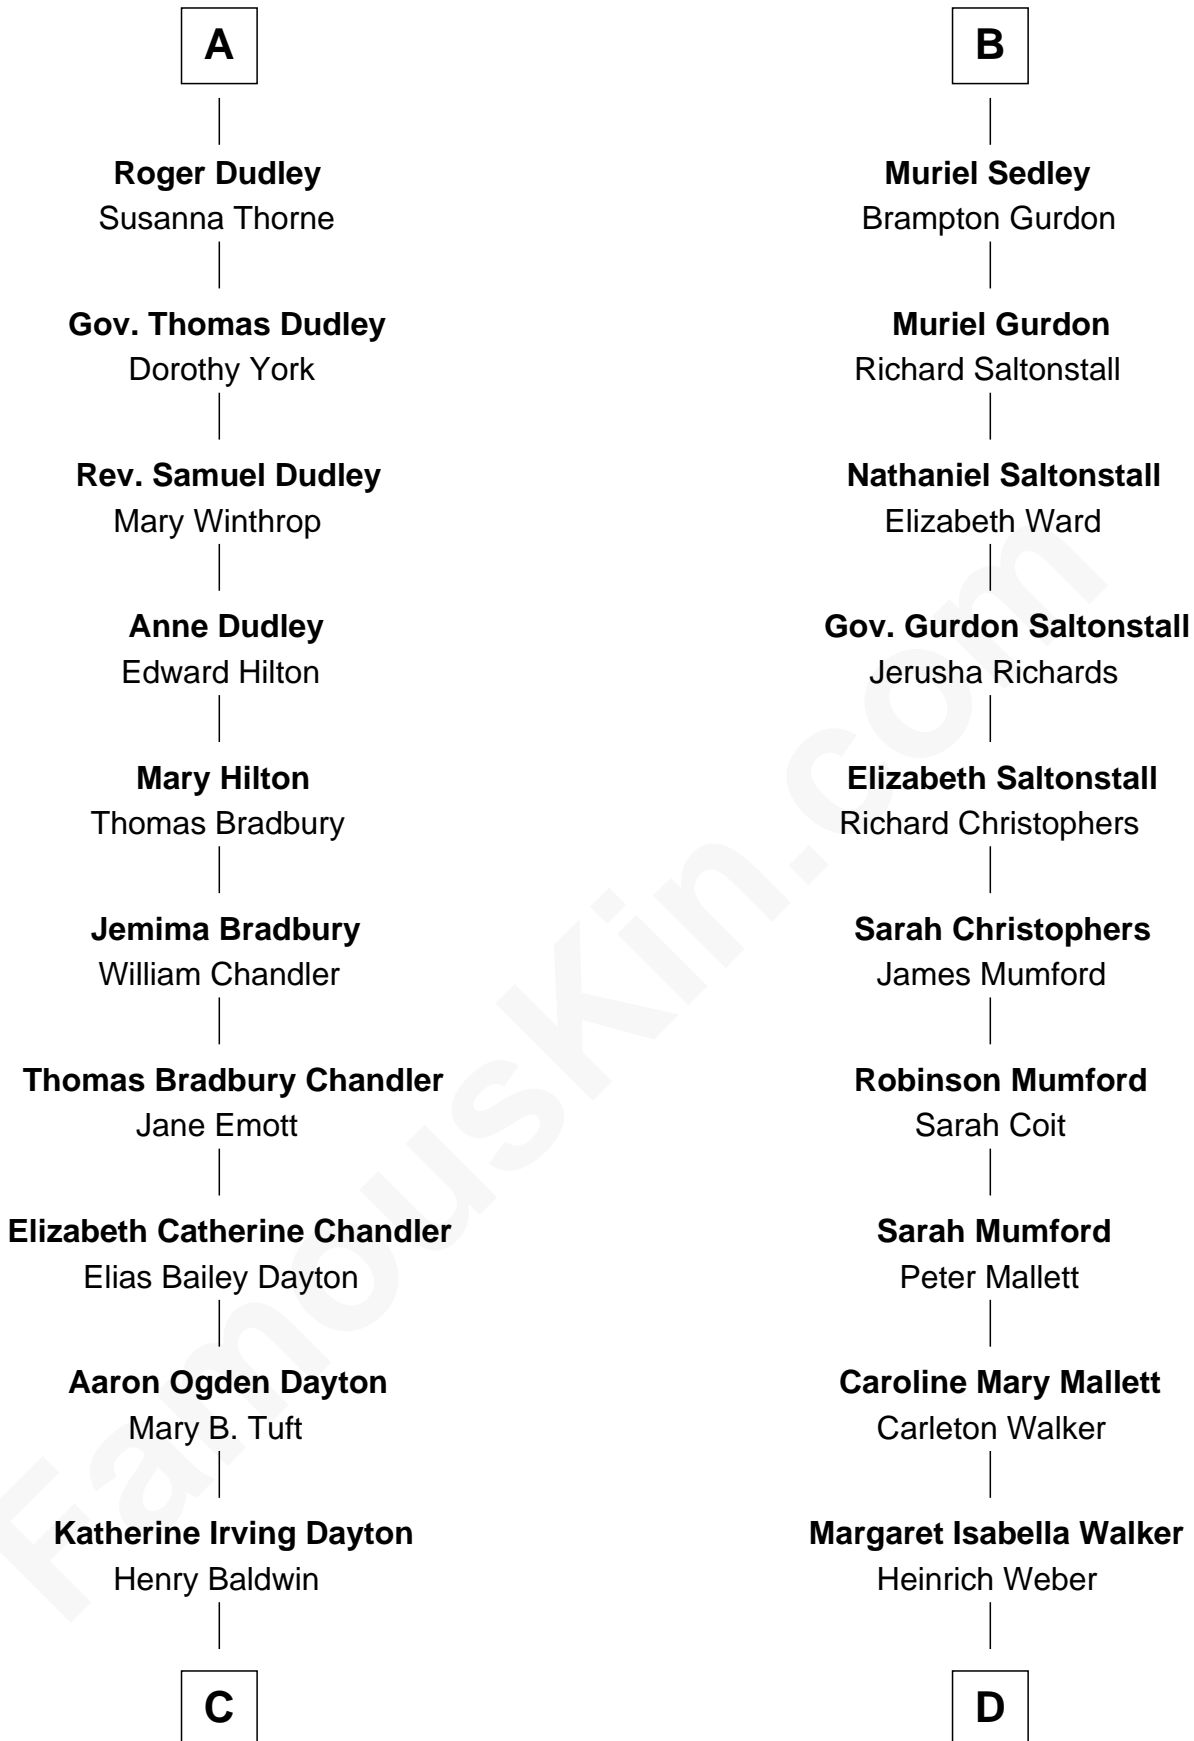 A
Roger Dudley
Susanna Thorne
Gov. Thomas Dudley
Dorothy York
Rev. Samuel Dudley
Mary Winthrop
Anne Dudley
Edward Hilton
Mary Hilton
Thomas Bradbury
Jemima Bradbury
William Chandler
Thomas Bradbury Chandler
Jane Emott
Elizabeth Catherine Chandler
Elias Bailey Dayton
Aaron Ogden Dayton
Mary B. Tuft
Katherine Irving Dayton
Henry Baldwin
C
B
Muriel Sedley
Brampton Gurdon
Muriel Gurdon
Richard Saltonstall
Nathaniel Saltonstall
Elizabeth Ward
Gov. Gurdon Saltonstall
Jerusha Richards
Elizabeth Saltonstall
Richard Christophers
Sarah Christophers
James Mumford
Robinson Mumford
Sarah Coit
Sarah Mumford
Peter Mallett
Caroline Mary Mallett
Carleton Walker
Margaret Isabella Walker
Heinrich Weber
D
FamousKin.com